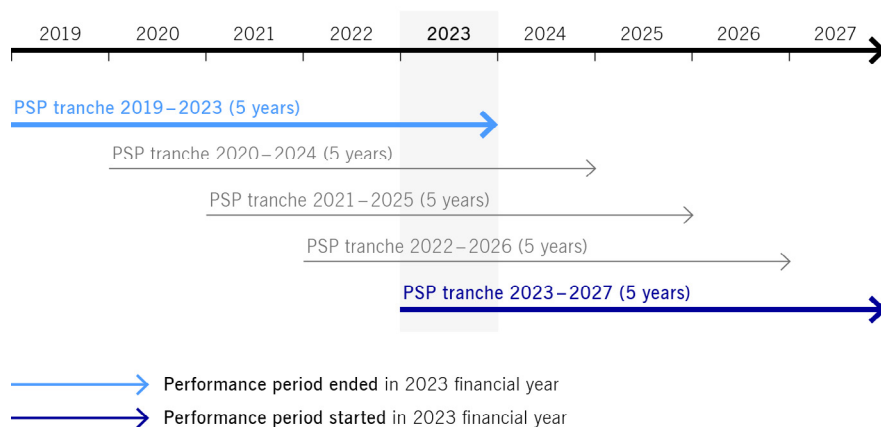 2019 2020 2021 2022 2023 2024 2025 2026 2027
PSP tranche 2019–2023 (5 years)
PSP tranche 2020–2024 (5 years)
PSP tranche 2021–2025 (5 years)
PSP tranche 2022–2026 (5 years)
PSP tranche 2023–2027 (5 years)
Performance period ended in 2023 financial year
Performance period started in 2023 financial year